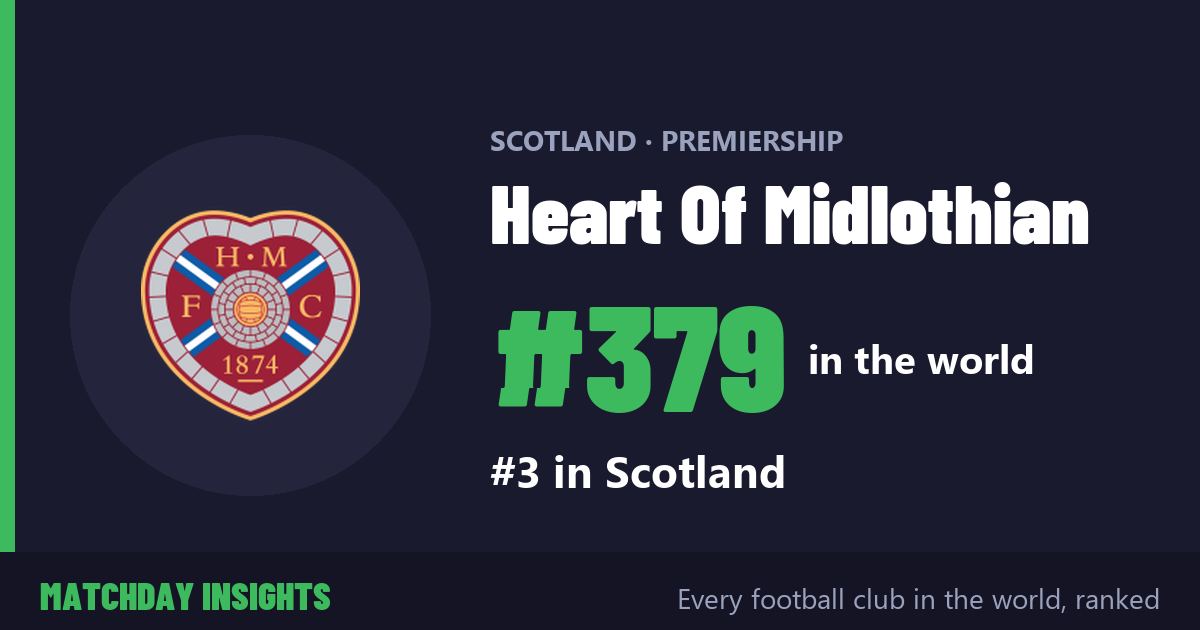 SCOTLAND · PREMIERSHIP
Heart Of Midlothian
H·M
F C
1874
#379 in the world
#3 in Scotland
MATCHDAY INSIGHTS
Every football club in the world, ranked